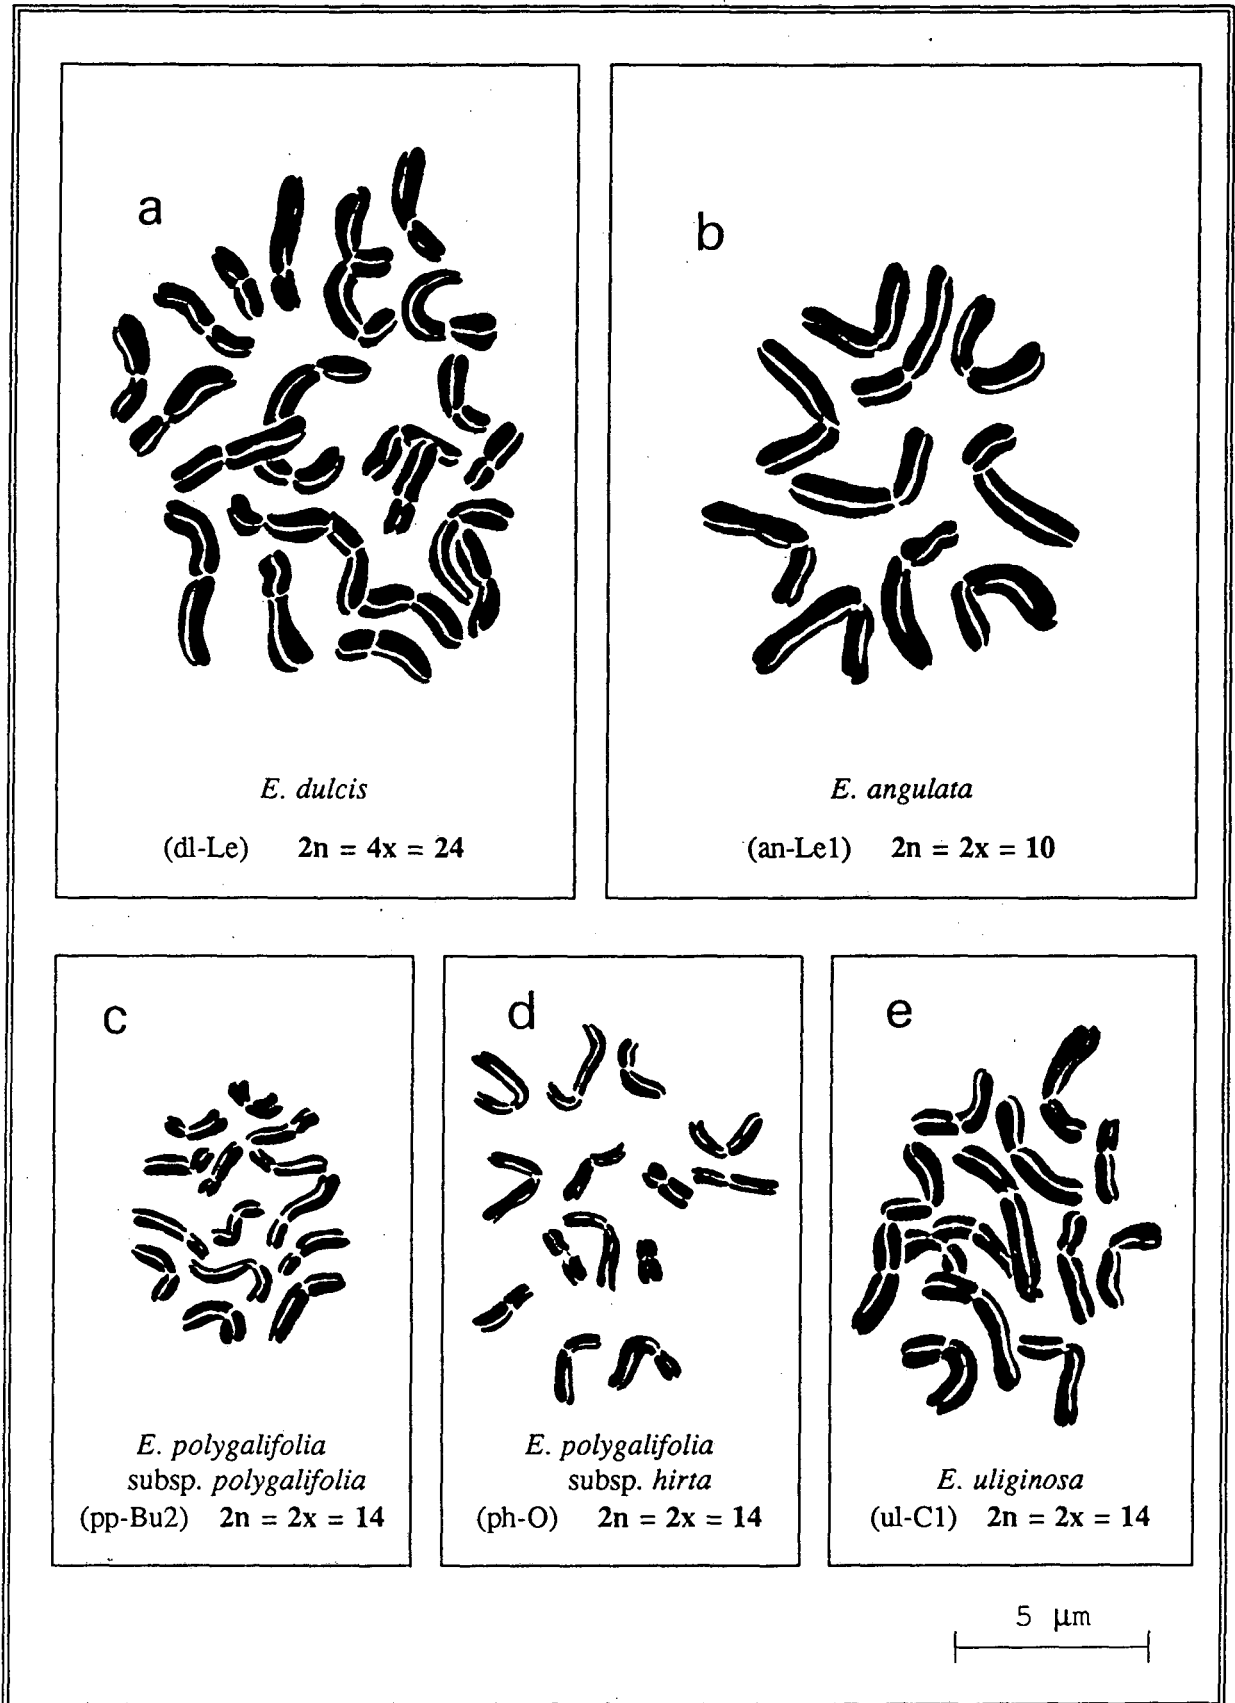 a
b
E. dulcis
(dl-Le) 2n = 4x = 24
E. angulata
(an-Le1) 2n = 2x = 10
c
d
e
E. polygalifolia
subsp. polygalifolia
(pp-Bu2) 2n = 2x = 14
E. polygalifolia
subsp. hirta
(ph-O) 2n = 2x = 14
E. uliginosa
(ul-C1) 2n = 2x = 14
5 µm